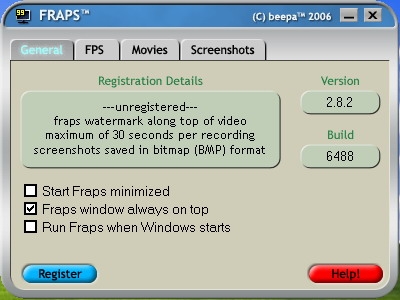 99 FRAPS™ (C) beepa™ 2006
General FPS Movies Screenshots
Registration Details
---unregistered---
fraps watermark along top of video
maximum of 30 seconds per recording
screenshots saved in bitmap (BMP) format
Version
2.8.2
Build
6488
Start Fraps minimized
Fraps window always on top
Run Fraps when Windows starts
Register Help!